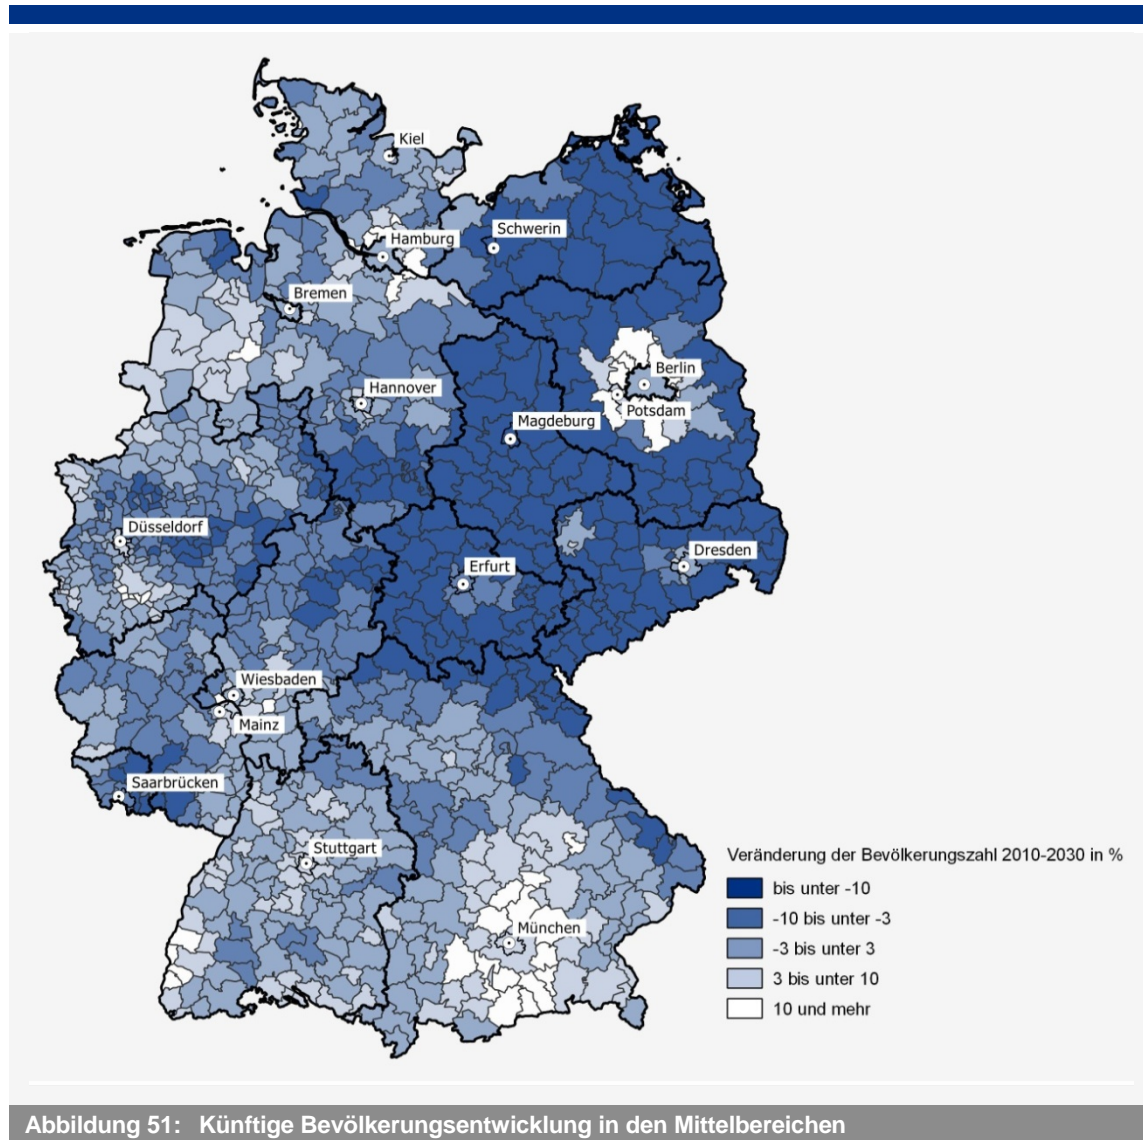 Kiel
Schwerin
Hamburg
Bremen
Berlin
Hannover
Potsdam
Magdeburg
Düsseldorf
Dresden
Erfurt
Wiesbaden
Mainz
Saarbrücken
Stuttgart
München
Veränderung der Bevölkerungszahl 2010-2030 in %
bis unter -10
-10 bis unter -3
-3 bis unter 3
3 bis unter 10
10 und mehr
Abbildung 51: Künftige Bevölkerungsentwicklung in den Mittelbereichen